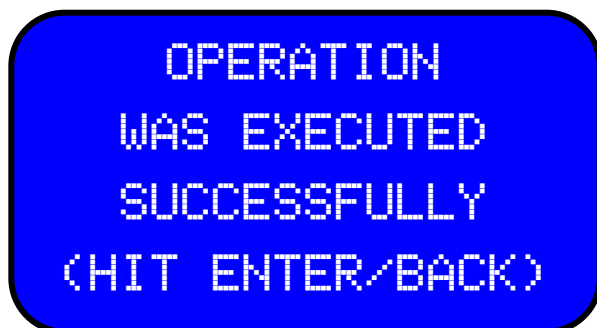 OPERATION
WAS EXECUTED
SUCCESSFULLY
(HIT ENTER/BACK)